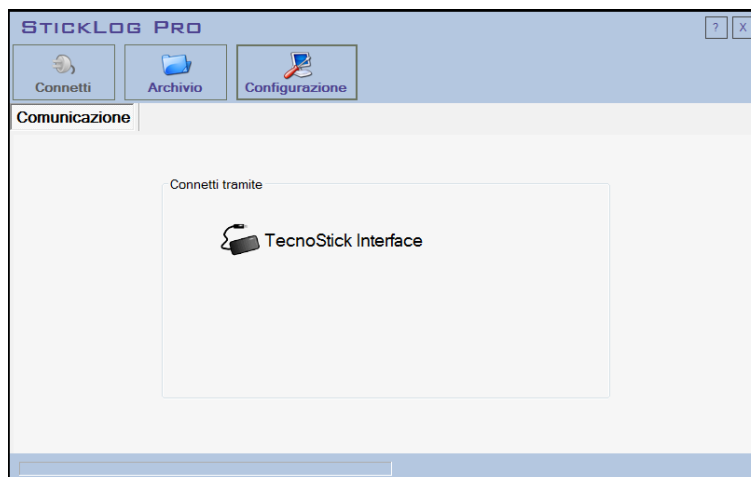 STICKLOG PRO
? X
Connetti
Archivio
Configurazione
Comunicazione
Connetti tramite
TecnoStick Interface